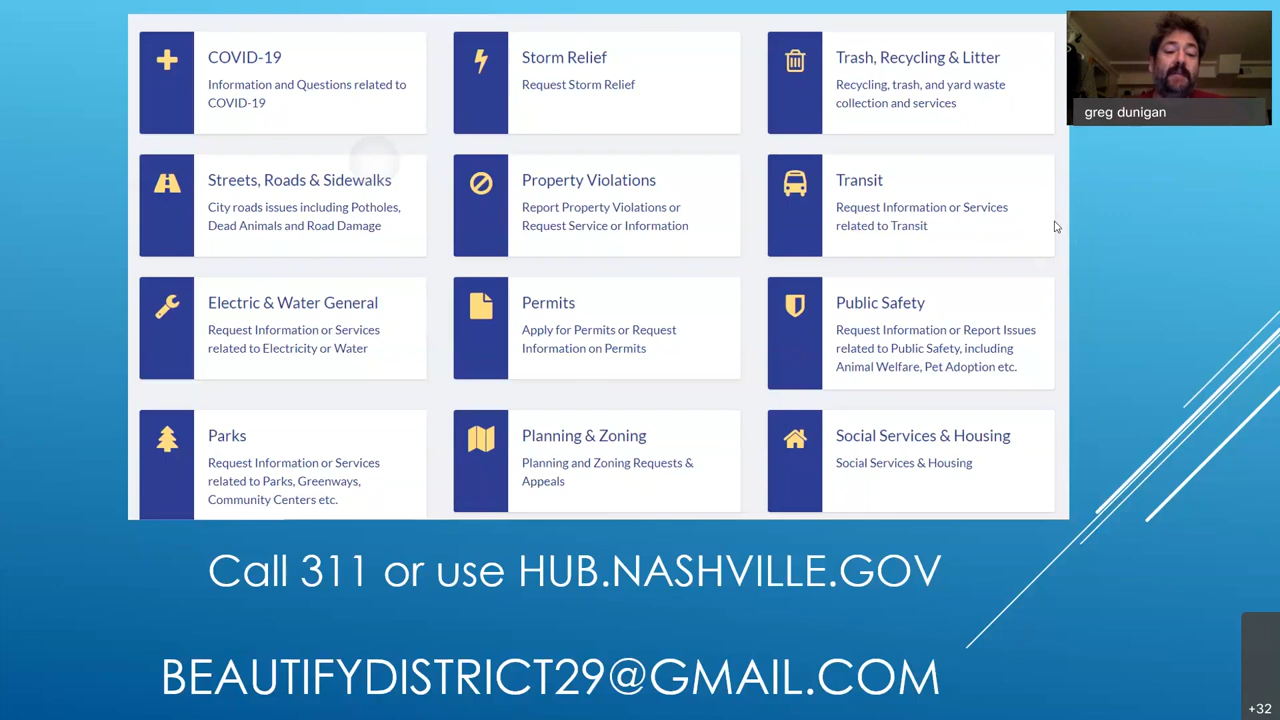 COVID-19
Information and Questions related to
COVID-19
Storm Relief
Request Storm Relief
Trash, Recycling & Litter
Recycling, trash, and yard waste
collection and services
greg dunigan
Streets, Roads & Sidewalks
City roads issues including Potholes,
Dead Animals and Road Damage
Property Violations
Report Property Violations or
Request Service or Information
Transit
Request Information or Services
related to Transit
Electric & Water General
Request Information or Services
related to Electricity or Water
Permits
Apply for Permits or Request
Information on Permits
Public Safety
Request Information or Report Issues
related to Public Safety, including
Animal Welfare, Pet Adoption etc.
Parks
Request Information or Services
related to Parks, Greenways,
Community Centers etc.
Planning & Zoning
Planning and Zoning Requests &
Appeals
Social Services & Housing
Social Services & Housing
Call 311 or use HUB.NASHVILLE.GOV
BEAUTIFYDISTRICT29@GMAIL.COM
+32